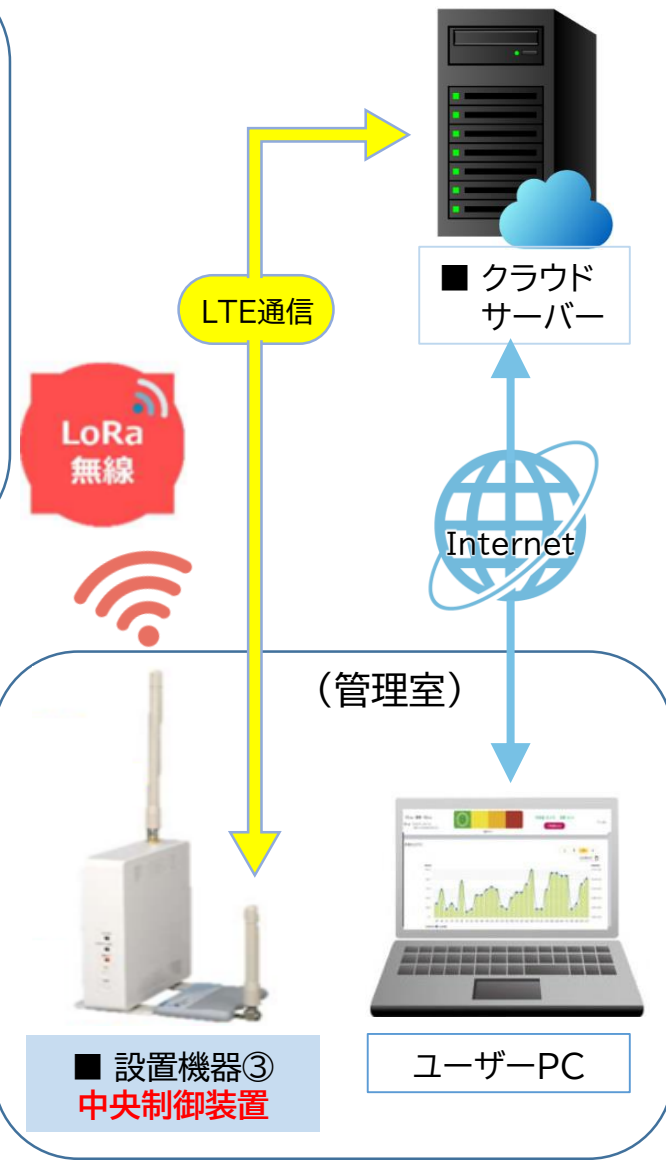 ■ クラウド
サーバー
LTE通信
LoRa
無線
Internet
（管理室）
■ 設置機器③
中央制御装置
ユーザーPC